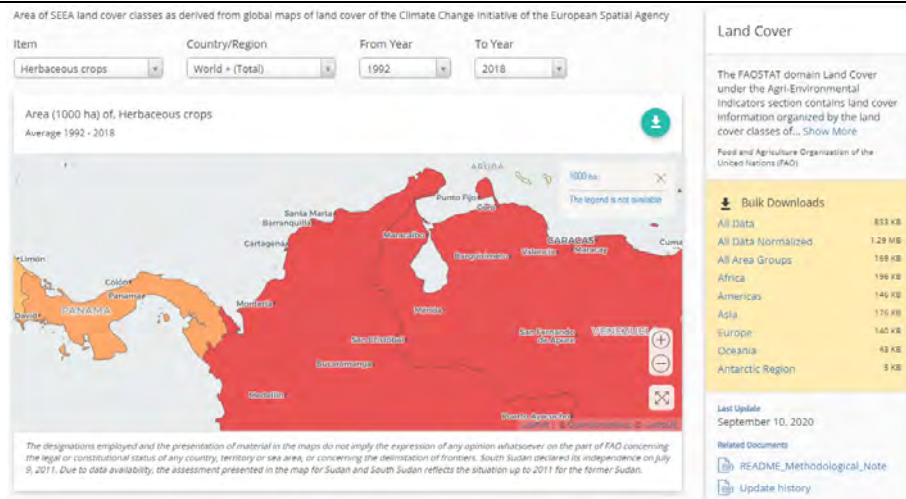 Area of SEEA land cover classes as derived from global maps of land cover of the Climate Change Initiative of the European Spatial Agency
Item
Country/Region
From Year
To Year
Herbaceous crops
World + (Total)
1992
2018
Area (1000 ha) of, Herbaceous crops
Average 1992 - 2018
1000 ha
The legend is not available
ARUBA
Punto Fijo
Coro
Santa Marta
Barranquilla
Maracaibo
CARACAS
Cuma
Cartagena
Barquisimeto
Valencia
Maracay
Limón
Colón
Panama
PANAMA
David
Montería
Mérida
San Cristóbal
San Fernando
de Apure
VENEZUEL
Bucaramanga
Medellín
Puerto Ayacucho
The designations employed and the presentation of material in the maps do not imply the expression of any opinion whatsoever on the part of FAO concerning
the legal or constitutional status of any country, territory or sea area, or concerning the delimitation of frontiers. South Sudan declared its independence on July
9, 2011. Due to data availability, the assessment presented in the map for Sudan and South Sudan reflects the situation up to 2011 for the former Sudan.
Land Cover
The FAOSTAT domain Land Cover
under the Agri-Environmental
Indicators section contains land cover
information organized by the land
cover classes of... Show More
Food and Agriculture Organization of the
United Nations (FAO)
Bulk Downloads
All Data 833 KB
All Data Normalized 1.29 MB
All Area Groups 169 KB
Africa 196 KB
Americas 146 KB
Asia 176 KB
Europe 140 KB
Oceania 43 KB
Antarctic Region 5 KB
Last Update
September 10, 2020
Related Documents
README_Methodological_Note
Update history